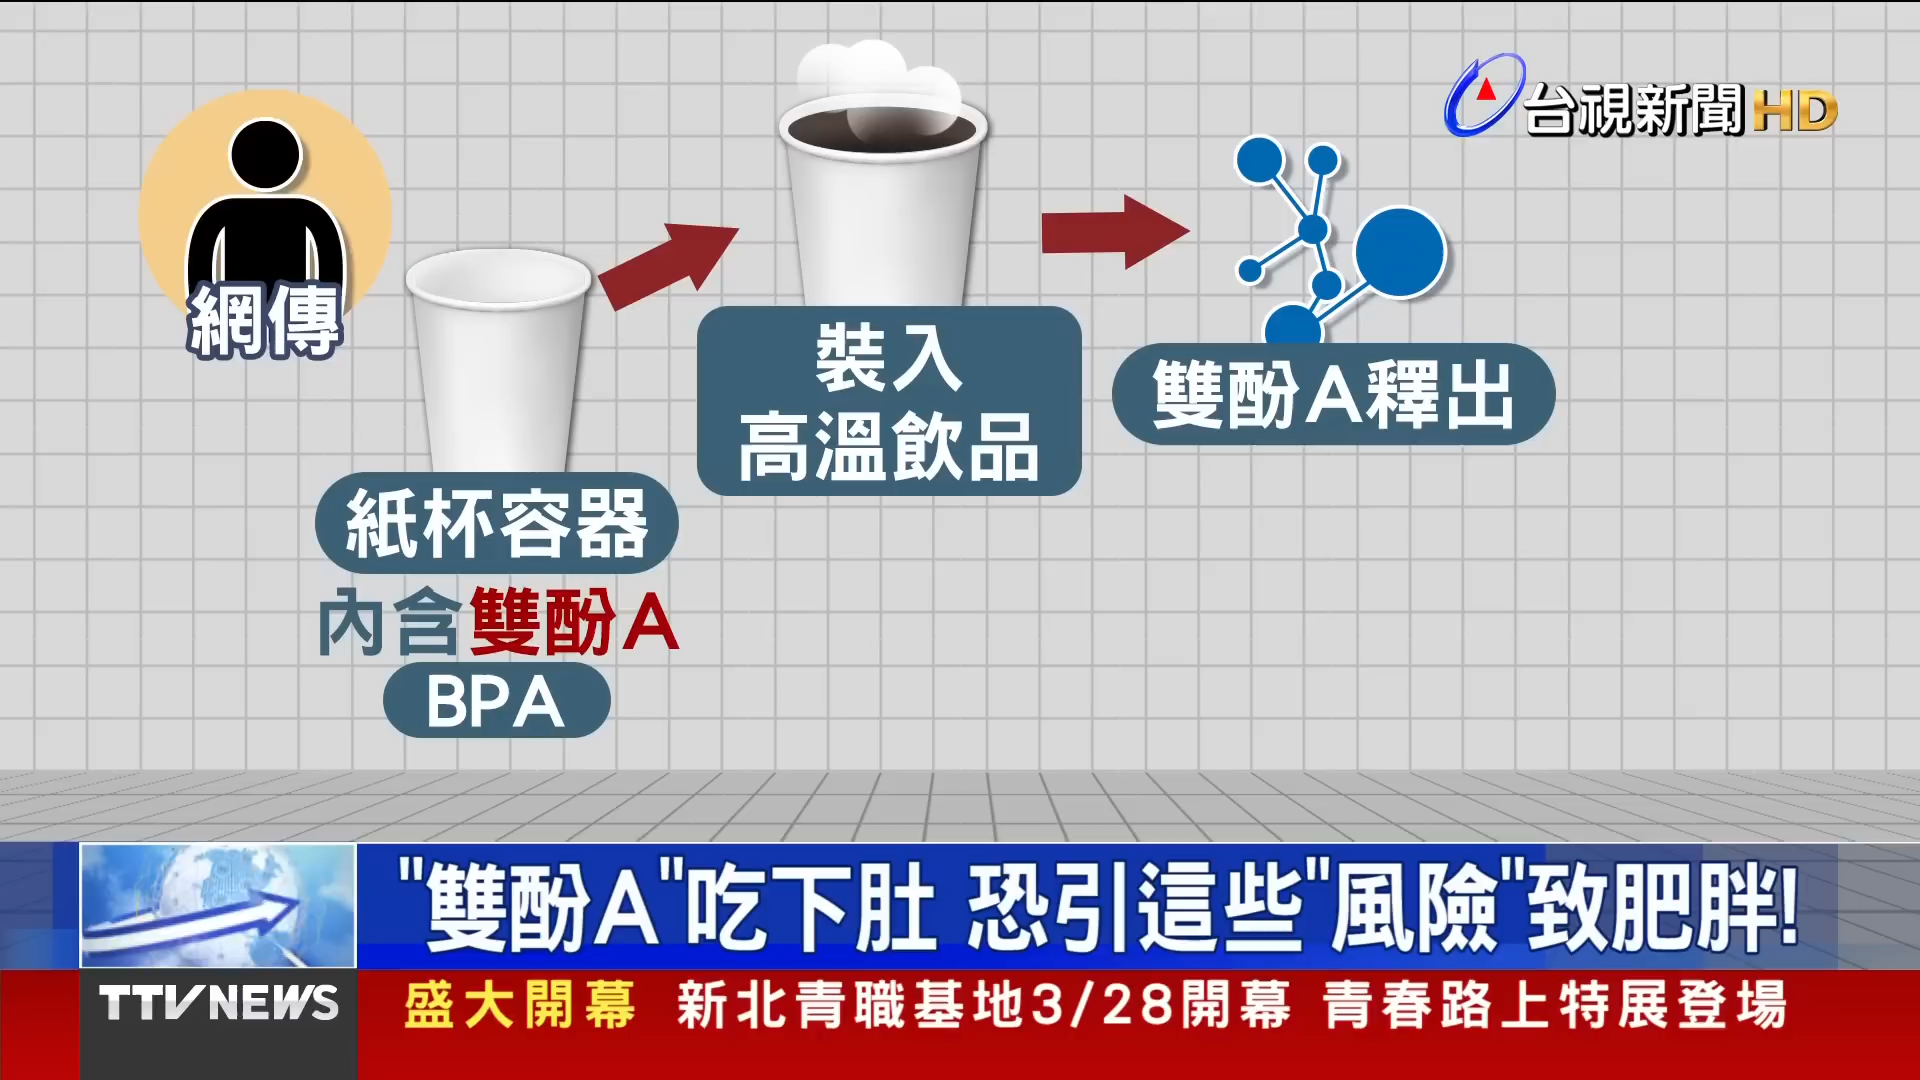 台視新聞HD
網傳
紙杯容器
內含雙酚A
BPA
裝入
高溫飲品
雙酚A釋出
"雙酚A"吃下肚 恐引這些"風險"致肥胖!
TTV NEWS
盛大開幕 新北青職基地3/28開幕 青春路上特展登場